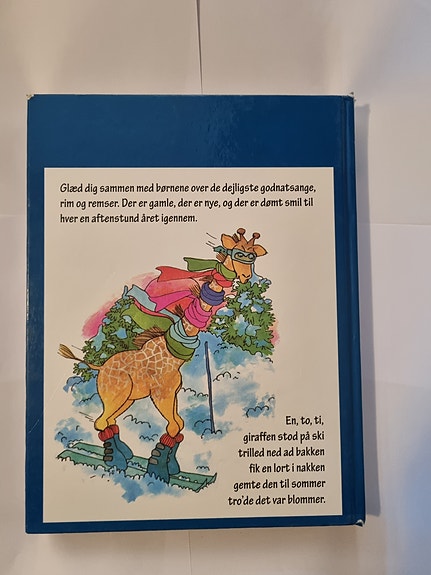 Glæd dig sammen med børnene over de dejligste godnatsange,
rim og remser. Der er gamle, der er nye, og der er dømt smil til
hver en aftenstund året igennem.
En, to, ti,
giraffen stod på ski
trilled ned ad bakken
fik en lort i nakken
gemte den til sommer
tro'de det var blommer.